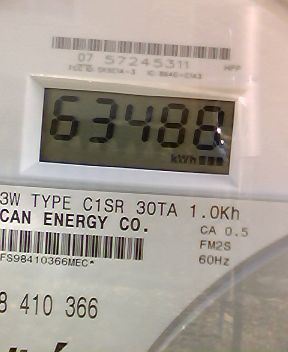 07 57245311
63488
kWh
3W TYPE C1SR 30TA 1.0Kh
CAN ENERGY CO.
CA 0.5
FM2S
60Hz
FS98410366MEC*
8 410 366